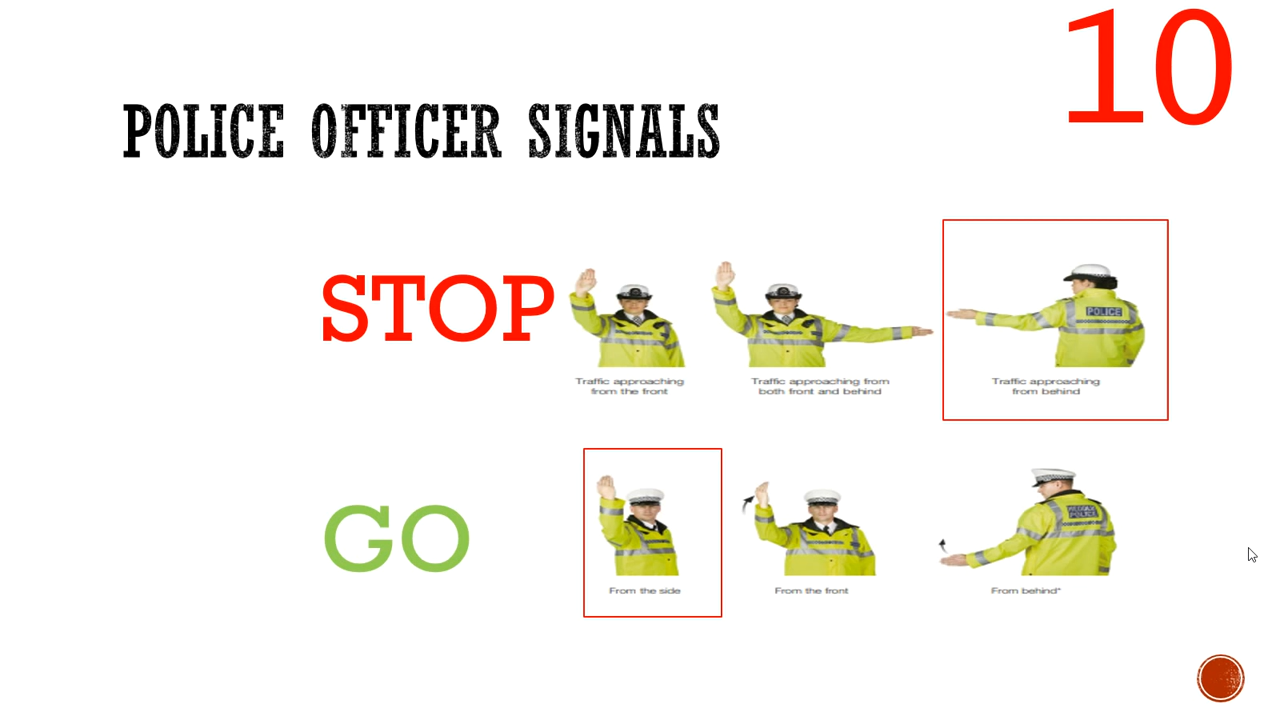 10
POLICE OFFICER SIGNALS
STOP
POLICE
Traffic approaching
from the front
Traffic approaching from
both front and behind
Traffic approaching
from behind
GO
POLICE
From the side
From the front
From behind*